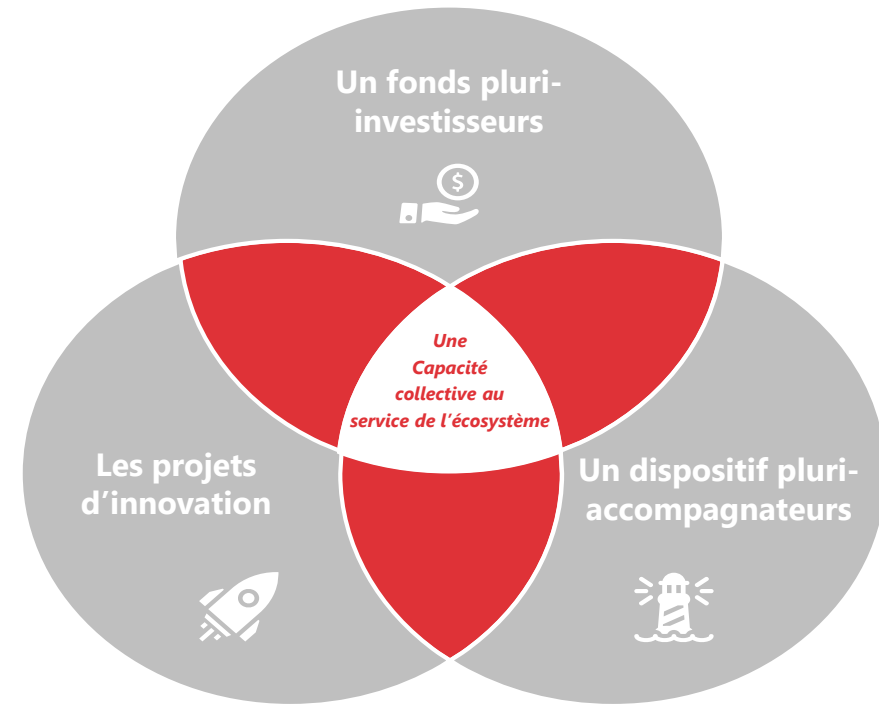 Un fonds pluri-
investisseurs
$
Une
Capacité
collective au
service de l'écosystème
Les projets
d'innovation
Un dispositif pluri-
accompagnateurs